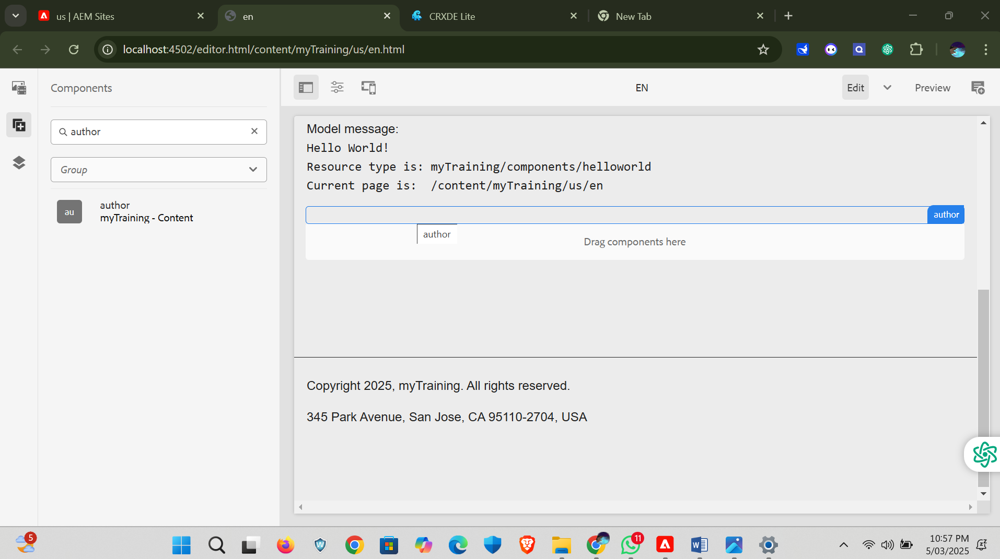 us | AEM Sites
en
CRXDE Lite
New Tab
localhost:4502/editor.html/content/myTraining/us/en.html
Components
EN
Edit
Preview
author
Group
au
author
myTraining - Content
Model message:
Hello World!
Resource type is: myTraining/components/helloworld
Current page is:  /content/myTraining/us/en
author
author
Drag components here
Copyright 2025, myTraining. All rights reserved.
345 Park Avenue, San Jose, CA 95110-2704, USA
5
W
11
W
10:57 PM
5/03/2025